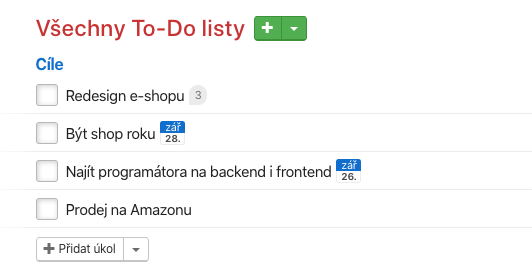 Všechny To-Do listy
Cíle
Redesign e-shopu 3
Být shop roku zář 28.
Najít programátora na backend i frontend zář 26.
Prodej na Amazonu
Přidat úkol